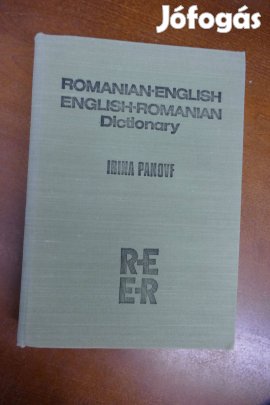 Jófogás
ROMANIAN-ENGLISH
ENGLISH-ROMANIAN
Dictionary
IRINA PANOVF
R-E
E-R